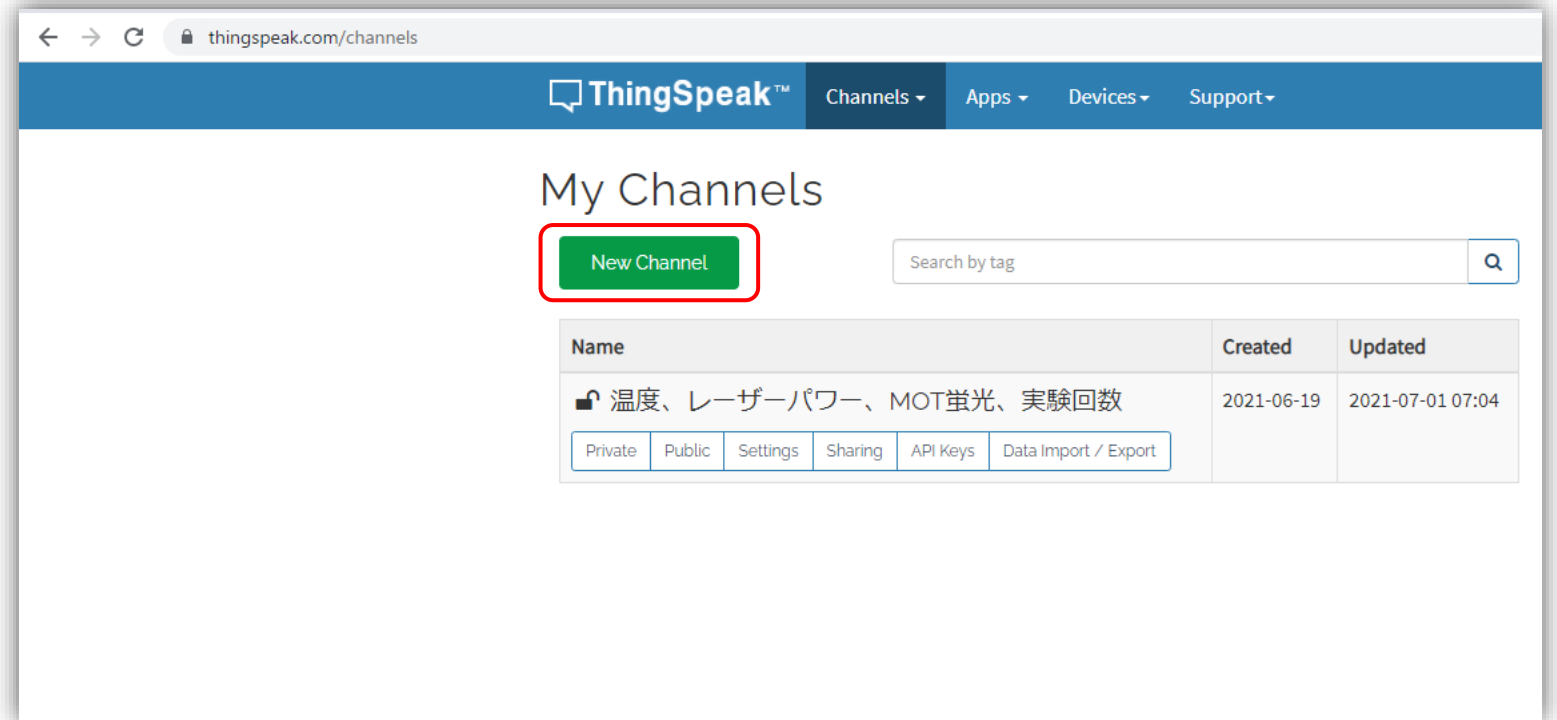 thingspeak.com/channels
ThingSpeak™ Channels Apps Devices Support
My Channels
New Channel Search by tag
Name Created Updated
温度、レーザーパワー、MOT蛍光、実験回数 2021-06-19 2021-07-01 07:04
Private Public Settings Sharing API Keys Data Import / Export